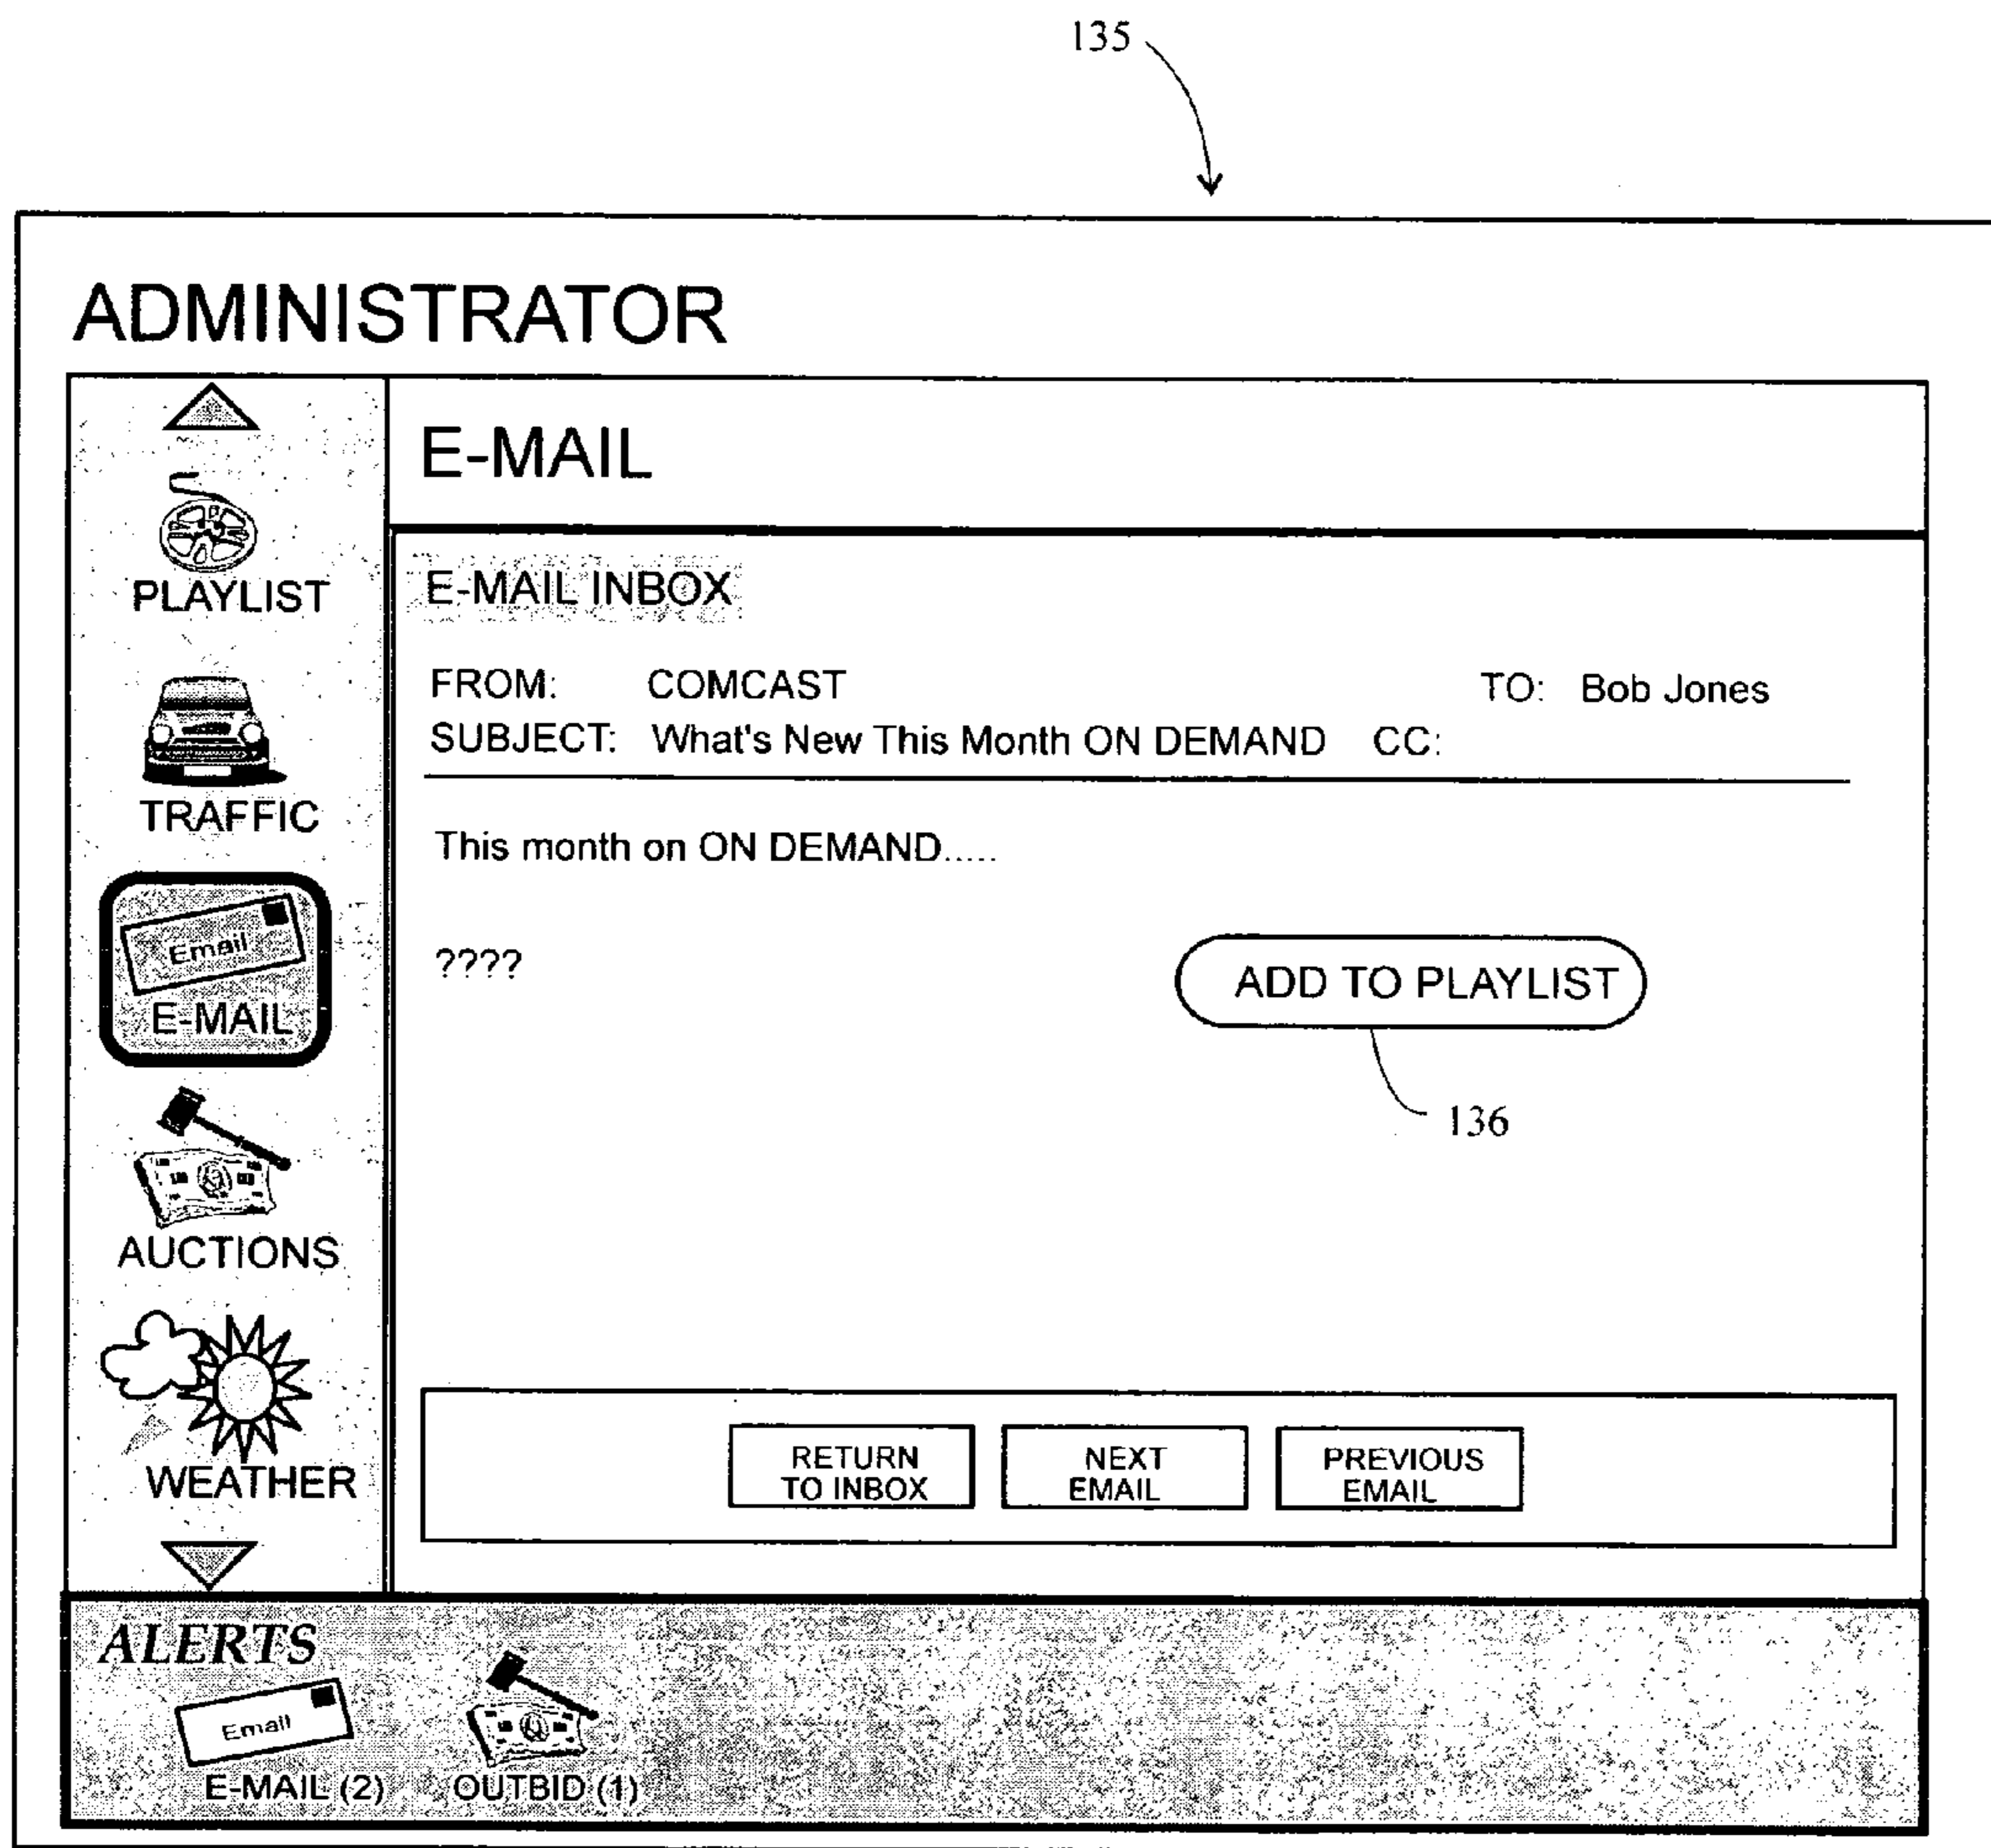 135
ADMINISTRATOR
PLAYLIST
TRAFFIC
Email
E-MAIL
AUCTIONS
WEATHER
E-MAIL
E-MAIL INBOX
FROM: COMCAST TO: Bob Jones
SUBJECT: What's New This Month ON DEMAND CC:
This month on ON DEMAND.....
????
ADD TO PLAYLIST
136
RETURN TO INBOX
NEXT EMAIL
PREVIOUS EMAIL
ALERTS
Email
E-MAIL (2)
OUTBID (1)